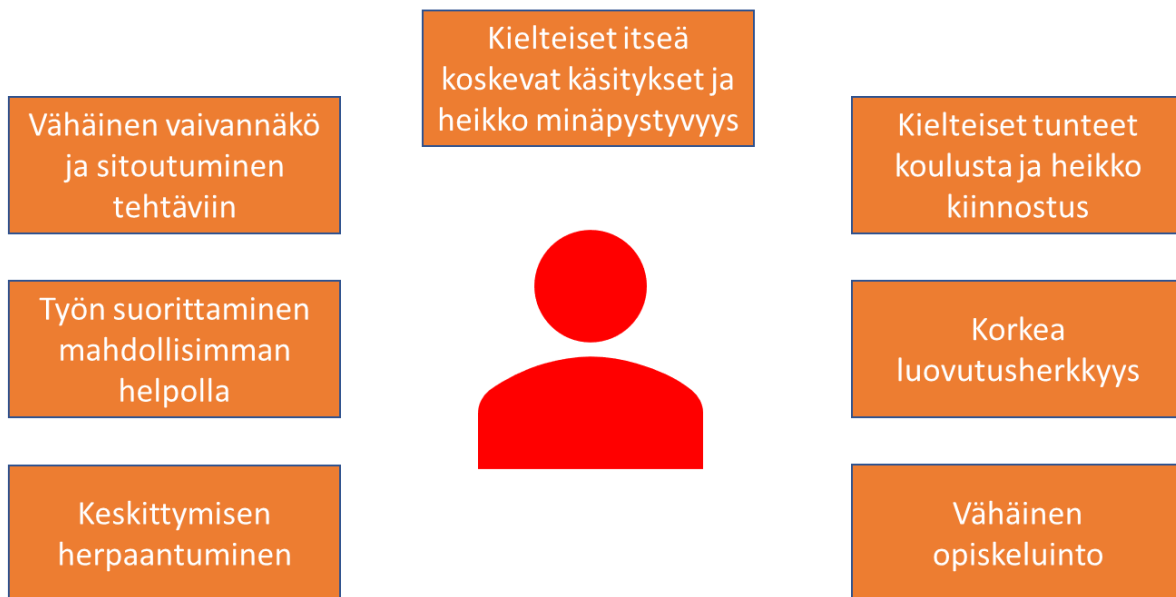 Kielteiset itseä
koskevat käsitykset ja
heikko minäpystyvyys
Vähäinen vaivannäkö
ja sitoutuminen
tehtäviin
Kielteiset tunteet
koulusta ja heikko
kiinnostus
Työn suorittaminen
mahdollisimman
helpolla
Korkea
luovutusherkkyys
Keskittymisen
herpaantuminen
Vähäinen
opiskeluinto